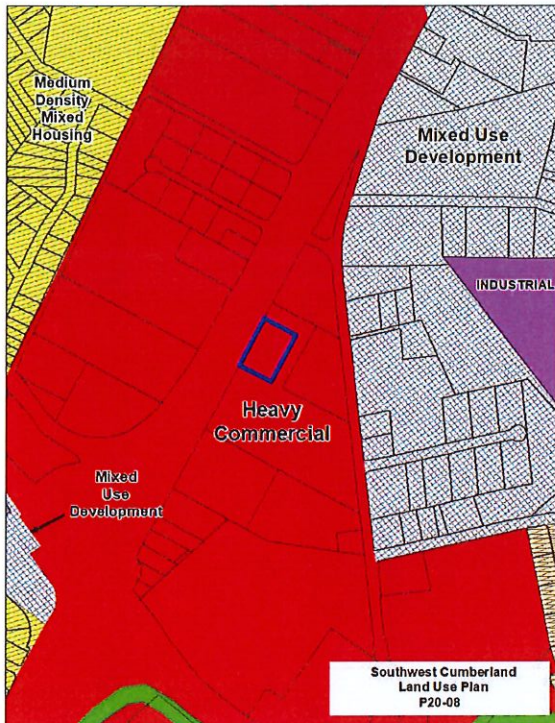 Medium
Density
Mixed
Housing
Mixed Use
Development
INDUSTRIAL
Heavy
Commercial
Mixed
Use
Development
Southwest Cumberland
Land Use Plan
P20-08